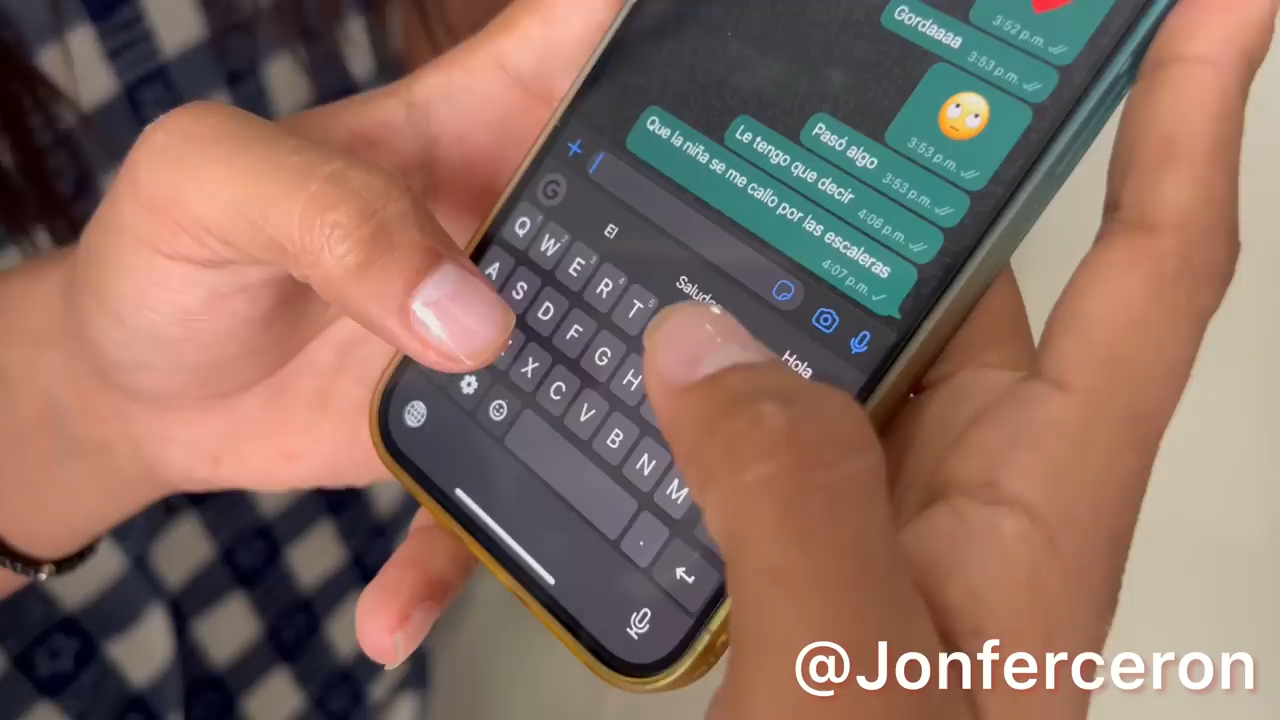 3:52 p.m.
Gordaaaa
3:53 p.m.
3:53 p.m.
Pasó algo
3:53 p.m.
Le tengo que decir
4:06 p.m.
Que la niña se me callo por las escaleras
4:07 p.m.
G
El
Hola
Q W E R T
A S D F G H
X C V B N M
.
@Jonferceron